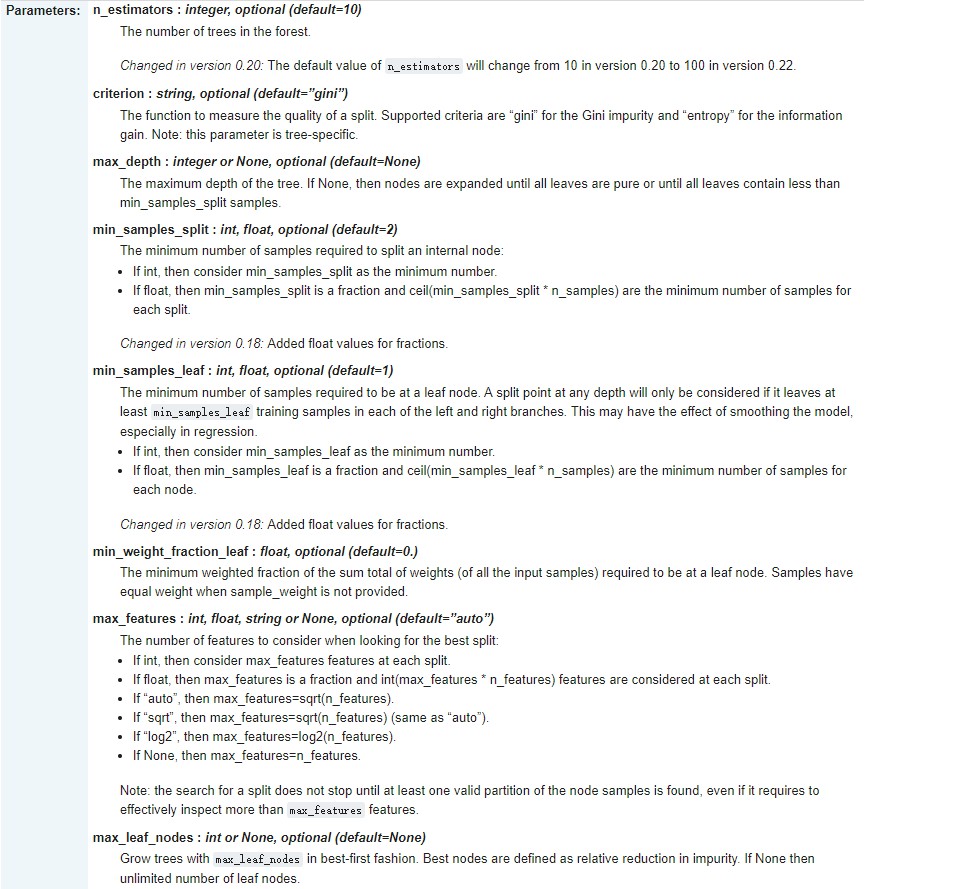 Parameters: n_estimators : integer, optional (default=10)
The number of trees in the forest.
Changed in version 0.20: The default value of n_estimators will change from 10 in version 0.20 to 100 in version 0.22.
criterion : string, optional (default=”gini”)
The function to measure the quality of a split. Supported criteria are “gini” for the Gini impurity and “entropy” for the information
gain. Note: this parameter is tree-specific.
max_depth : integer or None, optional (default=None)
The maximum depth of the tree. If None, then nodes are expanded until all leaves are pure or until all leaves contain less than
min_samples_split samples.
min_samples_split : int, float, optional (default=2)
The minimum number of samples required to split an internal node:
• If int, then consider min_samples_split as the minimum number.
• If float, then min_samples_split is a fraction and ceil(min_samples_split * n_samples) are the minimum number of samples for
each split.
Changed in version 0.18: Added float values for fractions.
min_samples_leaf : int, float, optional (default=1)
The minimum number of samples required to be at a leaf node. A split point at any depth will only be considered if it leaves at
least min_samples_leaf training samples in each of the left and right branches. This may have the effect of smoothing the model,
especially in regression.
• If int, then consider min_samples_leaf as the minimum number.
• If float, then min_samples_leaf is a fraction and ceil(min_samples_leaf * n_samples) are the minimum number of samples for
each node.
Changed in version 0.18: Added float values for fractions.
min_weight_fraction_leaf : float, optional (default=0.)
The minimum weighted fraction of the sum total of weights (of all the input samples) required to be at a leaf node. Samples have
equal weight when sample_weight is not provided.
max_features : int, float, string or None, optional (default=”auto”)
The number of features to consider when looking for the best split:
• If int, then consider max_features features at each split.
• If float, then max_features is a fraction and int(max_features * n_features) features are considered at each split.
• If “auto”, then max_features=sqrt(n_features).
• If “sqrt”, then max_features=sqrt(n_features) (same as “auto”).
• If “log2”, then max_features=log2(n_features).
• If None, then max_features=n_features.
Note: the search for a split does not stop until at least one valid partition of the node samples is found, even if it requires to
effectively inspect more than max_features features.
max_leaf_nodes : int or None, optional (default=None)
Grow trees with max_leaf_nodes in best-first fashion. Best nodes are defined as relative reduction in impurity. If None then
unlimited number of leaf nodes.